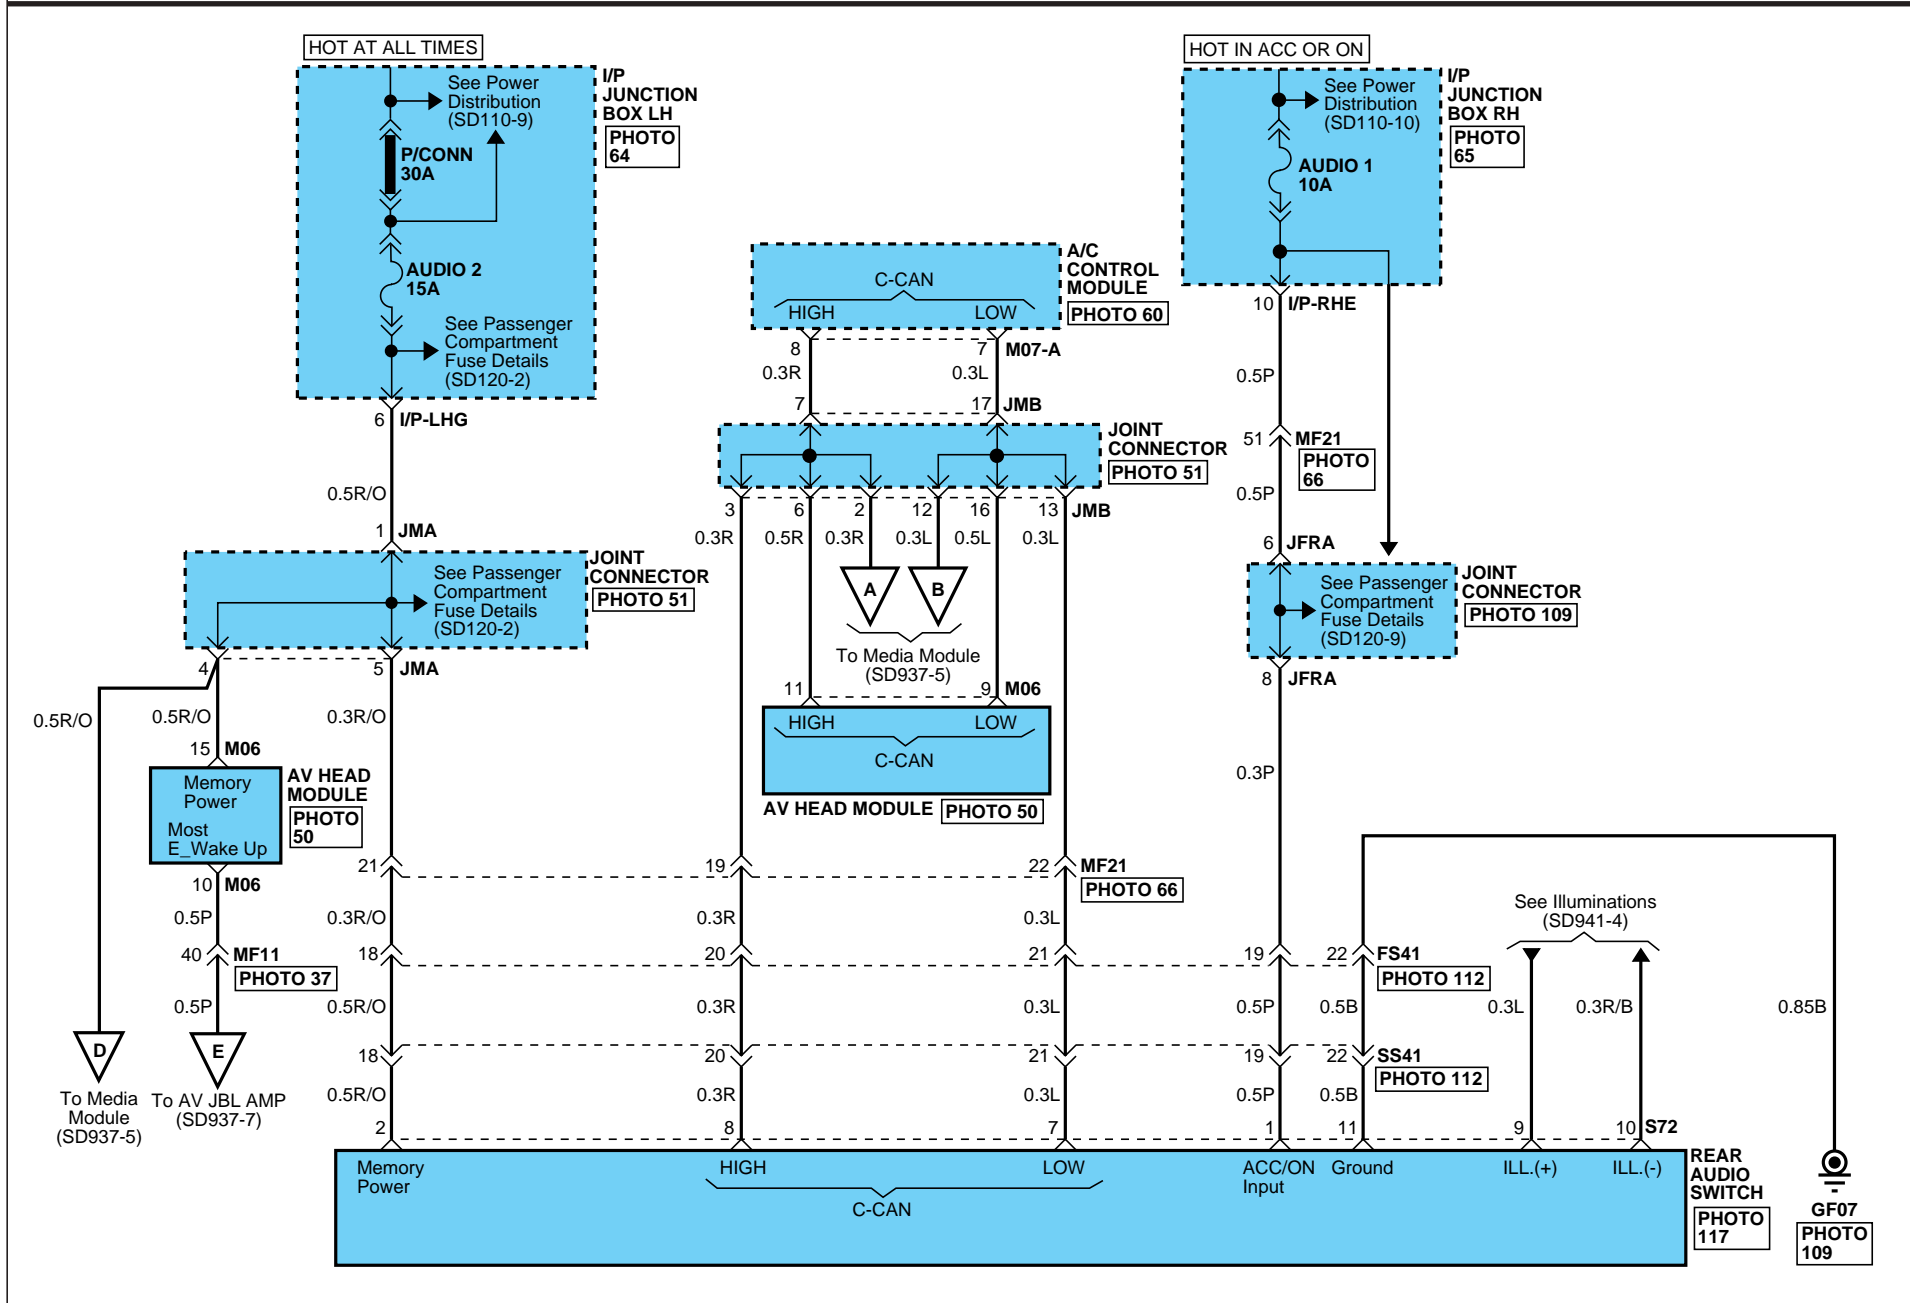 HOT AT ALL TIMES
See Power
Distribution
(SD110-9)
P/CONN
30A
AUDIO 2
15A
See Passenger
Compartment
Fuse Details
(SD120-2)
I/P
JUNCTION
BOX LH
PHOTO
64
6 I/P-LHG
0.5R/O
1 JMA
See Passenger
Compartment
Fuse Details
(SD120-2)
JOINT
CONNECTOR
PHOTO 51
4 5 JMA
0.5R/O 0.5R/O 0.3R/O
15 M06
Memory
Power
Most
E_Wake Up
AV HEAD
MODULE
PHOTO
50
10 M06
0.5P
40 MF11
PHOTO 37
0.5P
D
To Media
Module
(SD937-5)
E
To AV JBL AMP
(SD937-7)
A/C
CONTROL
MODULE
PHOTO 60
C-CAN
HIGH LOW
8 7 M07-A
0.3R 0.3L
7 17 JMB
JOINT
CONNECTOR
PHOTO 51
3 6 2 12 16 13 JMB
0.3R 0.5R 0.3R 0.3L 0.5L 0.3L
A B
To Media Module
(SD937-5)
11 9 M06
HIGH LOW
C-CAN
AV HEAD MODULE PHOTO 50
HOT IN ACC OR ON
See Power
Distribution
(SD110-10)
AUDIO 1
10A
I/P
JUNCTION
BOX RH
PHOTO
65
10 I/P-RHE
0.5P
51 MF21
PHOTO
66
0.5P
6 JFRA
See Passenger
Compartment
Fuse Details
(SD120-9)
JOINT
CONNECTOR
PHOTO 109
8 JFRA
0.3P
21 19 22 MF21
PHOTO 66
0.3R/O 0.3R 0.3L
See Illuminations
(SD941-4)
18 20 21 19 22 FS41
PHOTO 112
0.5R/O 0.3R 0.3L 0.5P 0.5B 0.3L 0.3R/B 0.85B
18 20 21 19 22 SS41
PHOTO 112
0.5R/O 0.3R 0.3L 0.5P 0.5B
2 8 7 1 11 9 10 S72
Memory
Power
HIGH LOW
C-CAN
ACC/ON
Input
Ground
ILL.(+) ILL.(-)
REAR
AUDIO
SWITCH
PHOTO
117
GF07
PHOTO
109